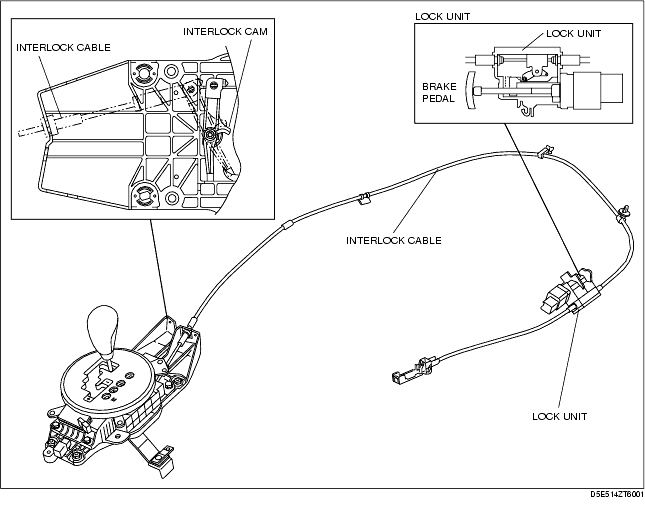 LOCK UNIT
INTERLOCK CAM
INTERLOCK CABLE
LOCK UNIT
BRAKE
PEDAL
INTERLOCK CABLE
LOCK UNIT
D5E514ZT6001